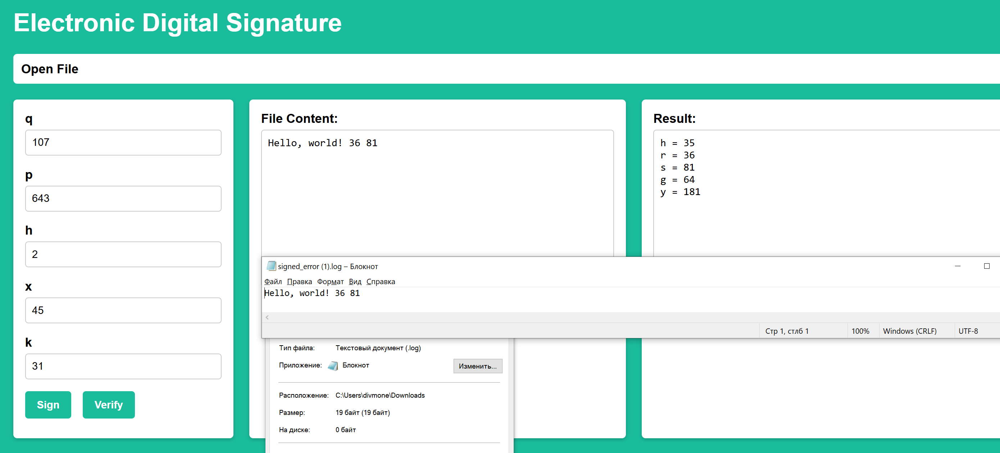 Electronic Digital Signature
Open File
q
107
p
643
h
2
x
45
k
31
Sign Verify
File Content:
Hello, world! 36 81
Result:
h = 35
r = 36
s = 81
g = 64
y = 181
signed_error (1).log – Блокнот
Файл Правка Формат Вид Справка
Hello, world! 36 81
Стр 1, стлб 1 100% Windows (CRLF) UTF-8
Тип файла: Текстовый документ (.log)
Приложение: Блокнот Изменить...
Расположение: C:\Users\divmone\Downloads
Размер: 19 байт (19 байт)
На диске: 0 байт